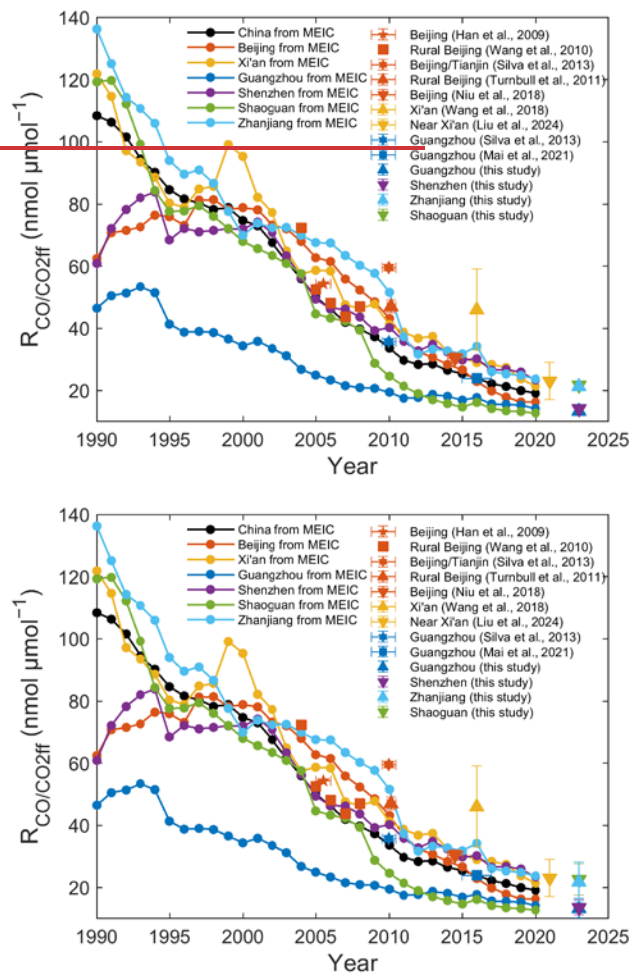 140
120
100
80
60
40
20
R_CO/CO2ff (nmol μmol⁻¹)
China from MEIC
Beijing from MEIC
Xi'an from MEIC
Guangzhou from MEIC
Shenzhen from MEIC
Shaoguan from MEIC
Zhanjiang from MEIC
Beijing (Han et al., 2009)
Rural Beijing (Wang et al., 2010)
Beijing/Tianjin (Silva et al., 2013)
Rural Beijing (Turnbull et al., 2011)
Beijing (Niu et al., 2018)
Xi'an (Wang et al., 2018)
Near Xi'an (Liu et al., 2024)
Guangzhou (Silva et al., 2013)
Guangzhou (Mai et al., 2021)
Guangzhou (this study)
Shenzhen (this study)
Zhanjiang (this study)
Shaoguan (this study)
1990 1995 2000 2005 2010 2015 2020 2025
Year
140
120
100
80
60
40
20
R_CO/CO2ff (nmol μmol⁻¹)
China from MEIC
Beijing from MEIC
Xi'an from MEIC
Guangzhou from MEIC
Shenzhen from MEIC
Shaoguan from MEIC
Zhanjiang from MEIC
Beijing (Han et al., 2009)
Rural Beijing (Wang et al., 2010)
Beijing/Tianjin (Silva et al., 2013)
Rural Beijing (Turnbull et al., 2011)
Beijing (Niu et al., 2018)
Xi'an (Wang et al., 2018)
Near Xi'an (Liu et al., 2024)
Guangzhou (Silva et al., 2013)
Guangzhou (Mai et al., 2021)
Guangzhou (this study)
Shenzhen (this study)
Zhanjiang (this study)
Shaoguan (this study)
1990 1995 2000 2005 2010 2015 2020 2025
Year